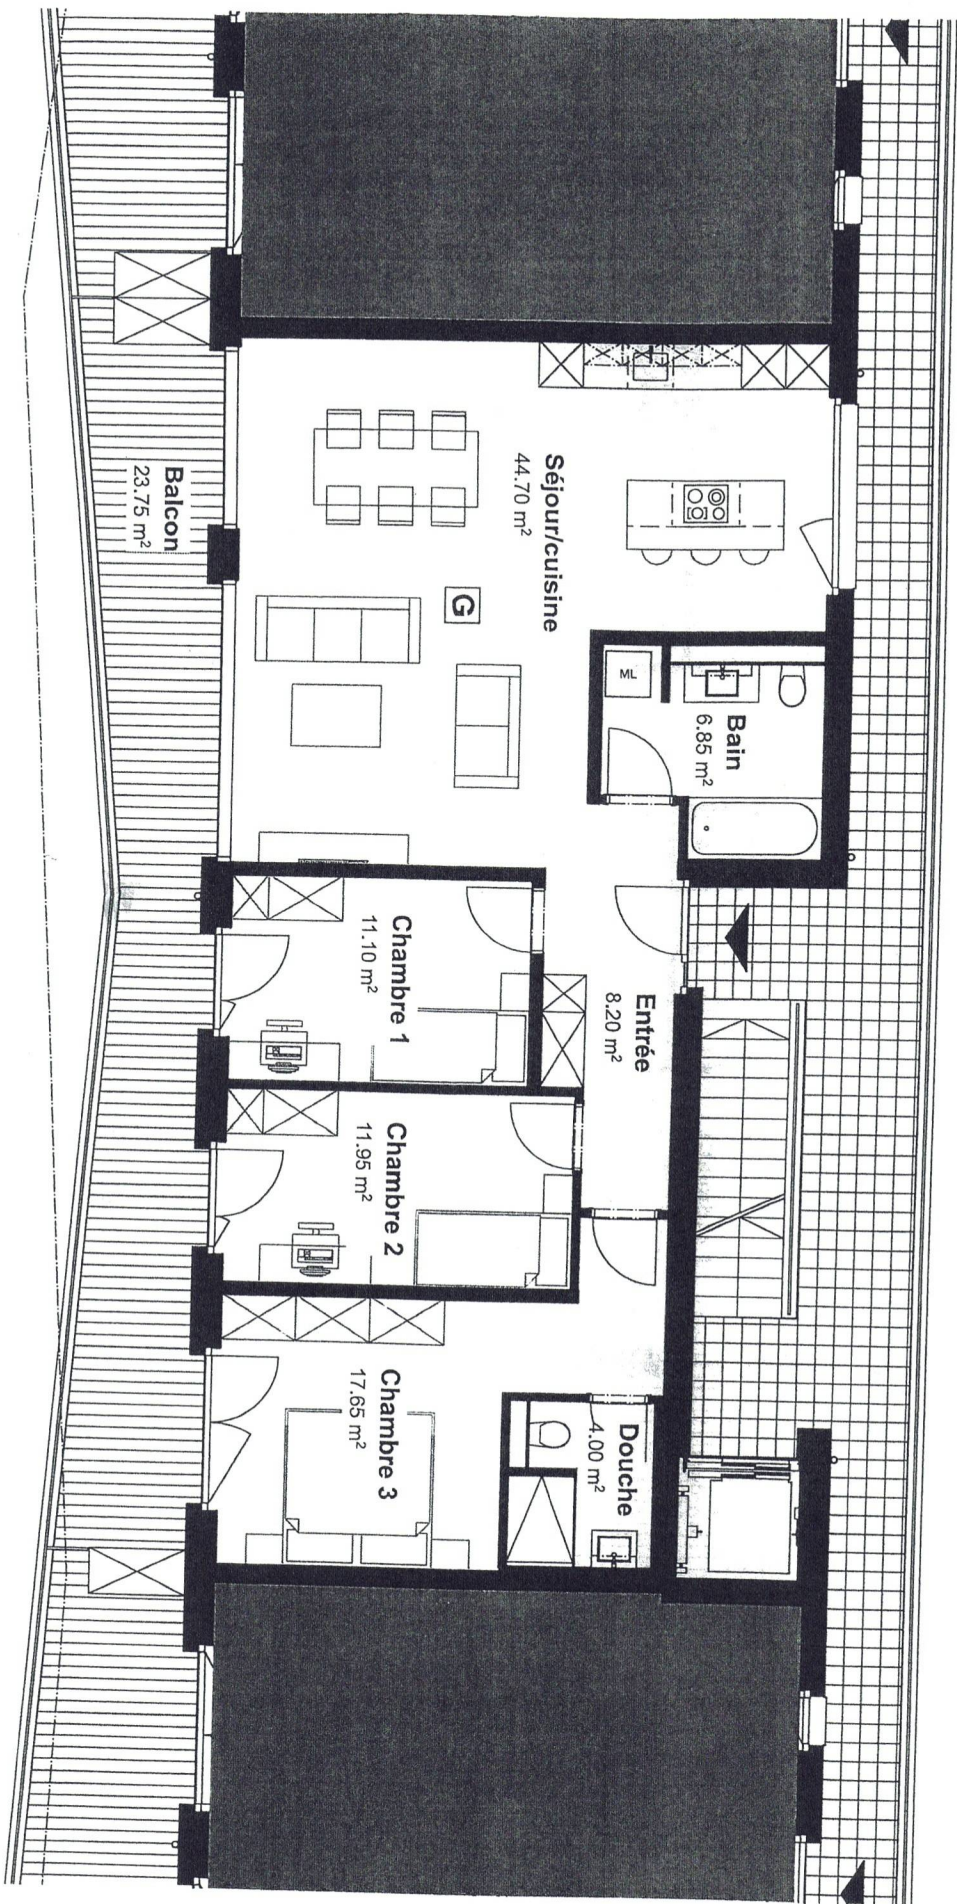 Séjour/cuisine
44.70 m²
G
Balcon
23.75 m²
ML
Bain
6.85 m²
Entrée
8.20 m²
Chambre 1
11.10 m²
Chambre 2
11.95 m²
Chambre 3
17.65 m²
Douche
4.00 m²